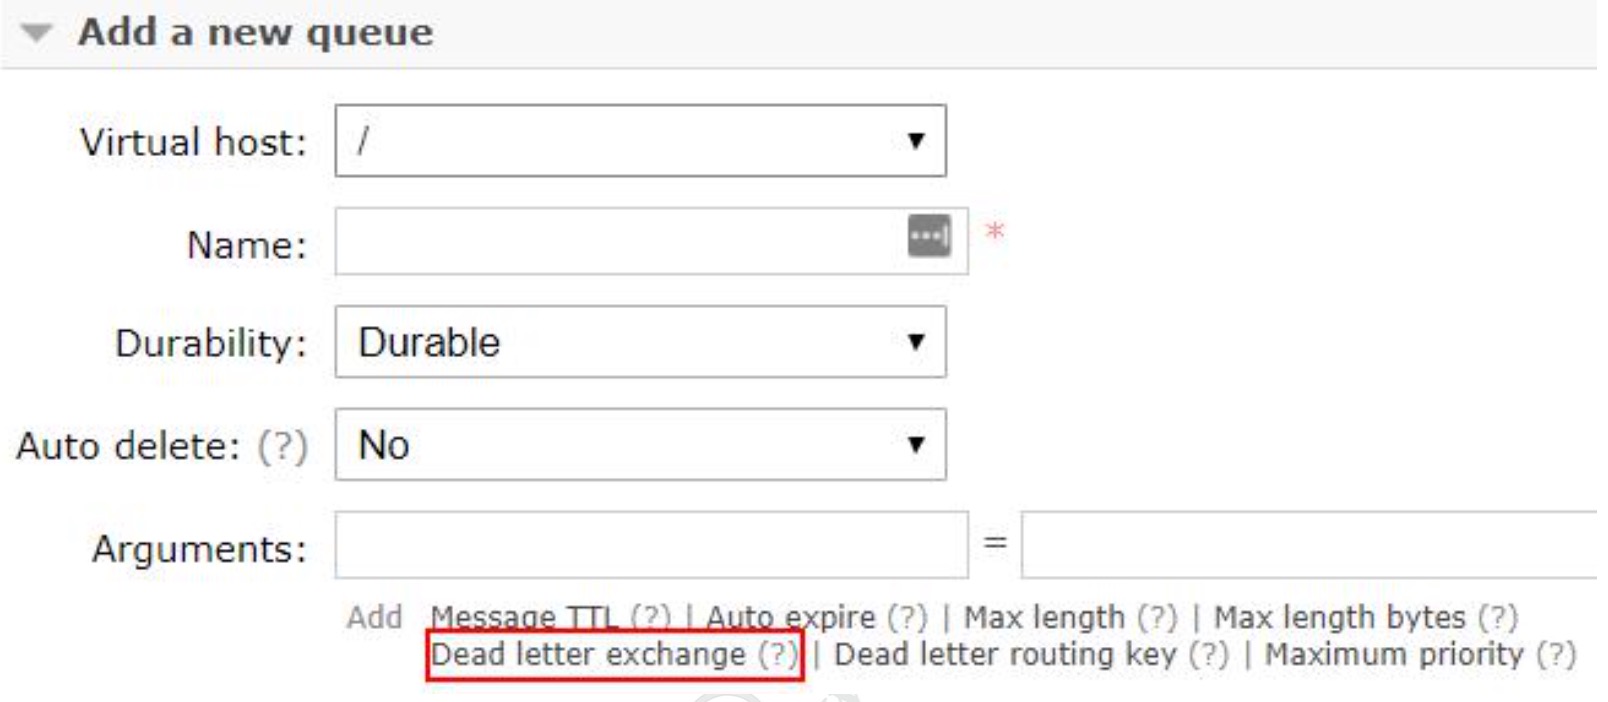 Add a new queue
Virtual host: /
Name: *
Durability: Durable
Auto delete: (?) No
Arguments: =
Add Message TTL (?) | Auto expire (?) | Max length (?) | Max length bytes (?)
Dead letter exchange (?) | Dead letter routing key (?) | Maximum priority (?)